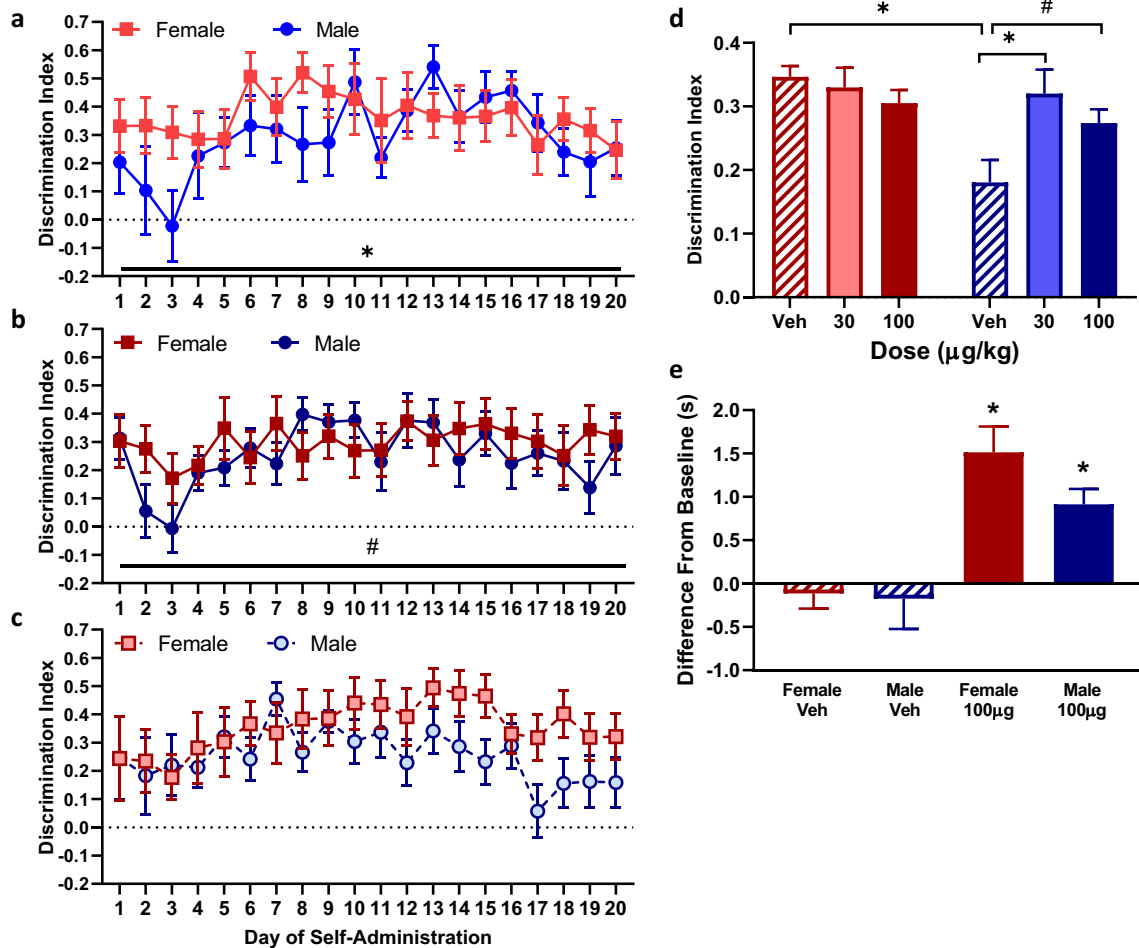 a
Female Male
Discrimination Index
0.7
0.6
0.5
0.4
0.3
0.2
0.1
0.0
-0.1
-0.2
*
1 2 3 4 5 6 7 8 9 10 11 12 13 14 15 16 17 18 19 20
b
Female Male
Discrimination Index
0.7
0.6
0.5
0.4
0.3
0.2
0.1
0.0
-0.1
-0.2
#
1 2 3 4 5 6 7 8 9 10 11 12 13 14 15 16 17 18 19 20
c
Female Male
Discrimination Index
0.7
0.6
0.5
0.4
0.3
0.2
0.1
0.0
-0.1
-0.2
1 2 3 4 5 6 7 8 9 10 11 12 13 14 15 16 17 18 19 20
Day of Self-Administration
d
* #
*
Discrimination Index
0.4
0.3
0.2
0.1
0.0
Veh 30 100 Veh 30 100
Dose (μg/kg)
e
Difference From Baseline (s)
2.0
1.5
1.0
0.5
0.0
-0.5
-1.0
*
*
Female Male Female Male
Veh Veh 100μg 100μg